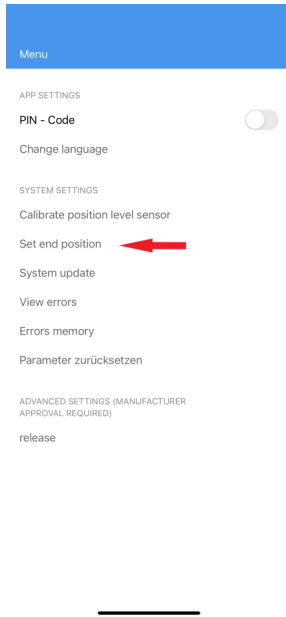 Menu
APP SETTINGS
PIN - Code
Change language
SYSTEM SETTINGS
Calibrate position level sensor
Set end position
System update
View errors
Errors memory
Parameter zurücksetzen
ADVANCED SETTINGS (MANUFACTURER
APPROVAL REQUIRED)
release